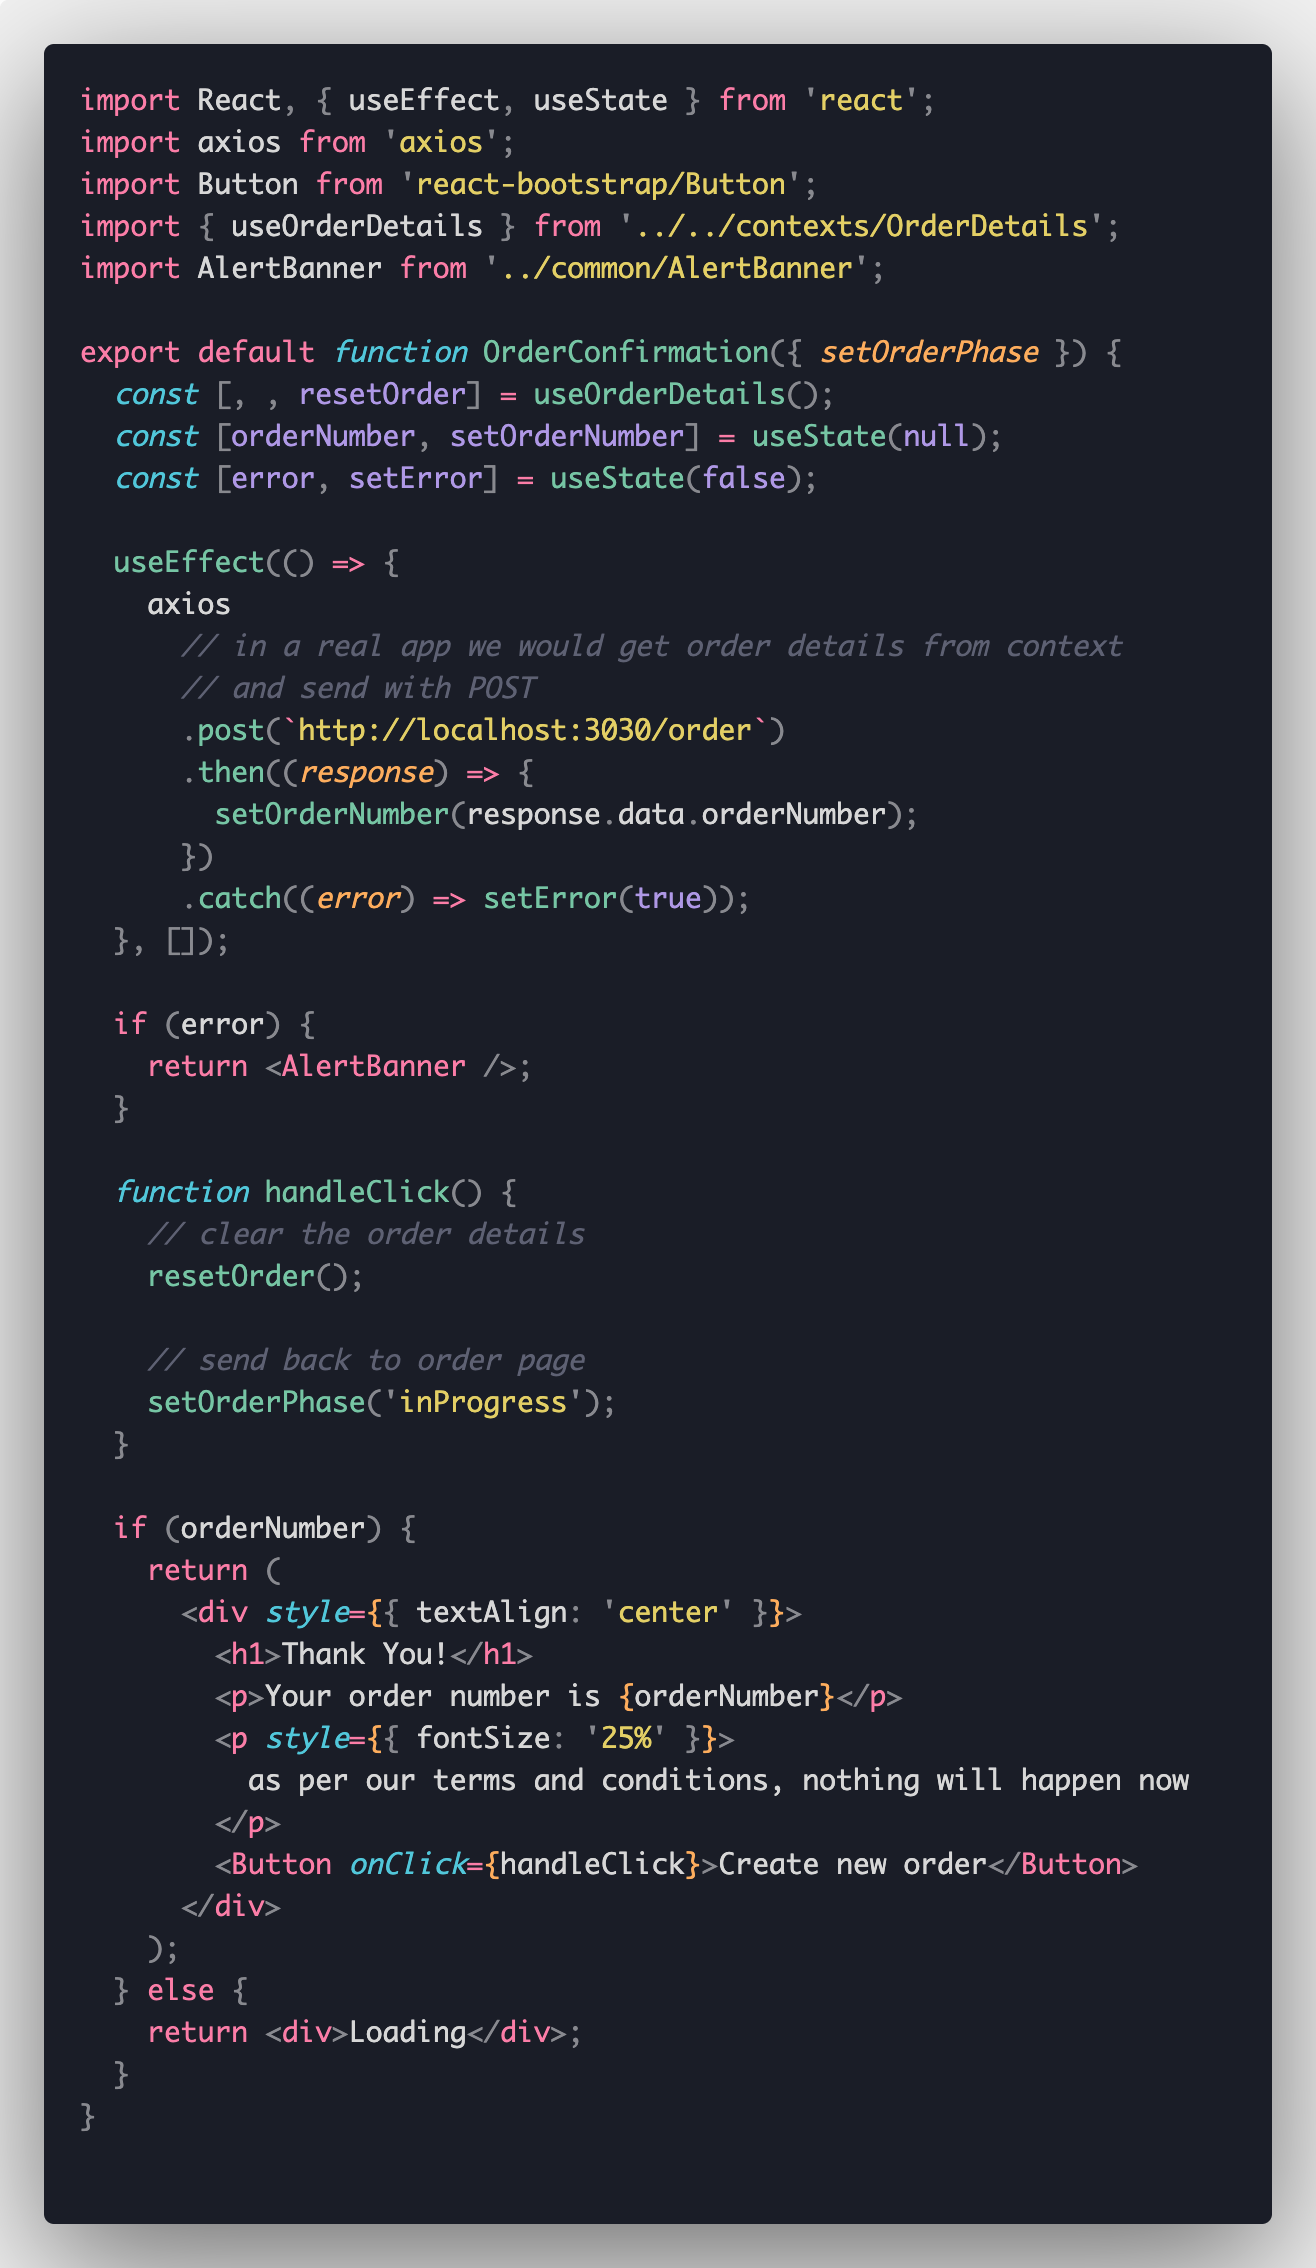 import React, { useEffect, useState } from 'react';
import axios from 'axios';
import Button from 'react-bootstrap/Button';
import { useOrderDetails } from '../../contexts/OrderDetails';
import AlertBanner from '../common/AlertBanner';

export default function OrderConfirmation({ setOrderPhase }) {
  const [, , resetOrder] = useOrderDetails();
  const [orderNumber, setOrderNumber] = useState(null);
  const [error, setError] = useState(false);

  useEffect(() => {
    axios
      // in a real app we would get order details from context
      // and send with POST
      .post(`http://localhost:3030/order`)
      .then((response) => {
        setOrderNumber(response.data.orderNumber);
      })
      .catch((error) => setError(true));
  }, []);

  if (error) {
    return <AlertBanner />;
  }

  function handleClick() {
    // clear the order details
    resetOrder();

    // send back to order page
    setOrderPhase('inProgress');
  }

  if (orderNumber) {
    return (
      <div style={{ textAlign: 'center' }}>
        <h1>Thank You!</h1>
        <p>Your order number is {orderNumber}</p>
        <p style={{ fontSize: '25%' }}>
          as per our terms and conditions, nothing will happen now
        </p>
        <Button onClick={handleClick}>Create new order</Button>
      </div>
    );
  } else {
    return <div>Loading</div>;
  }
}